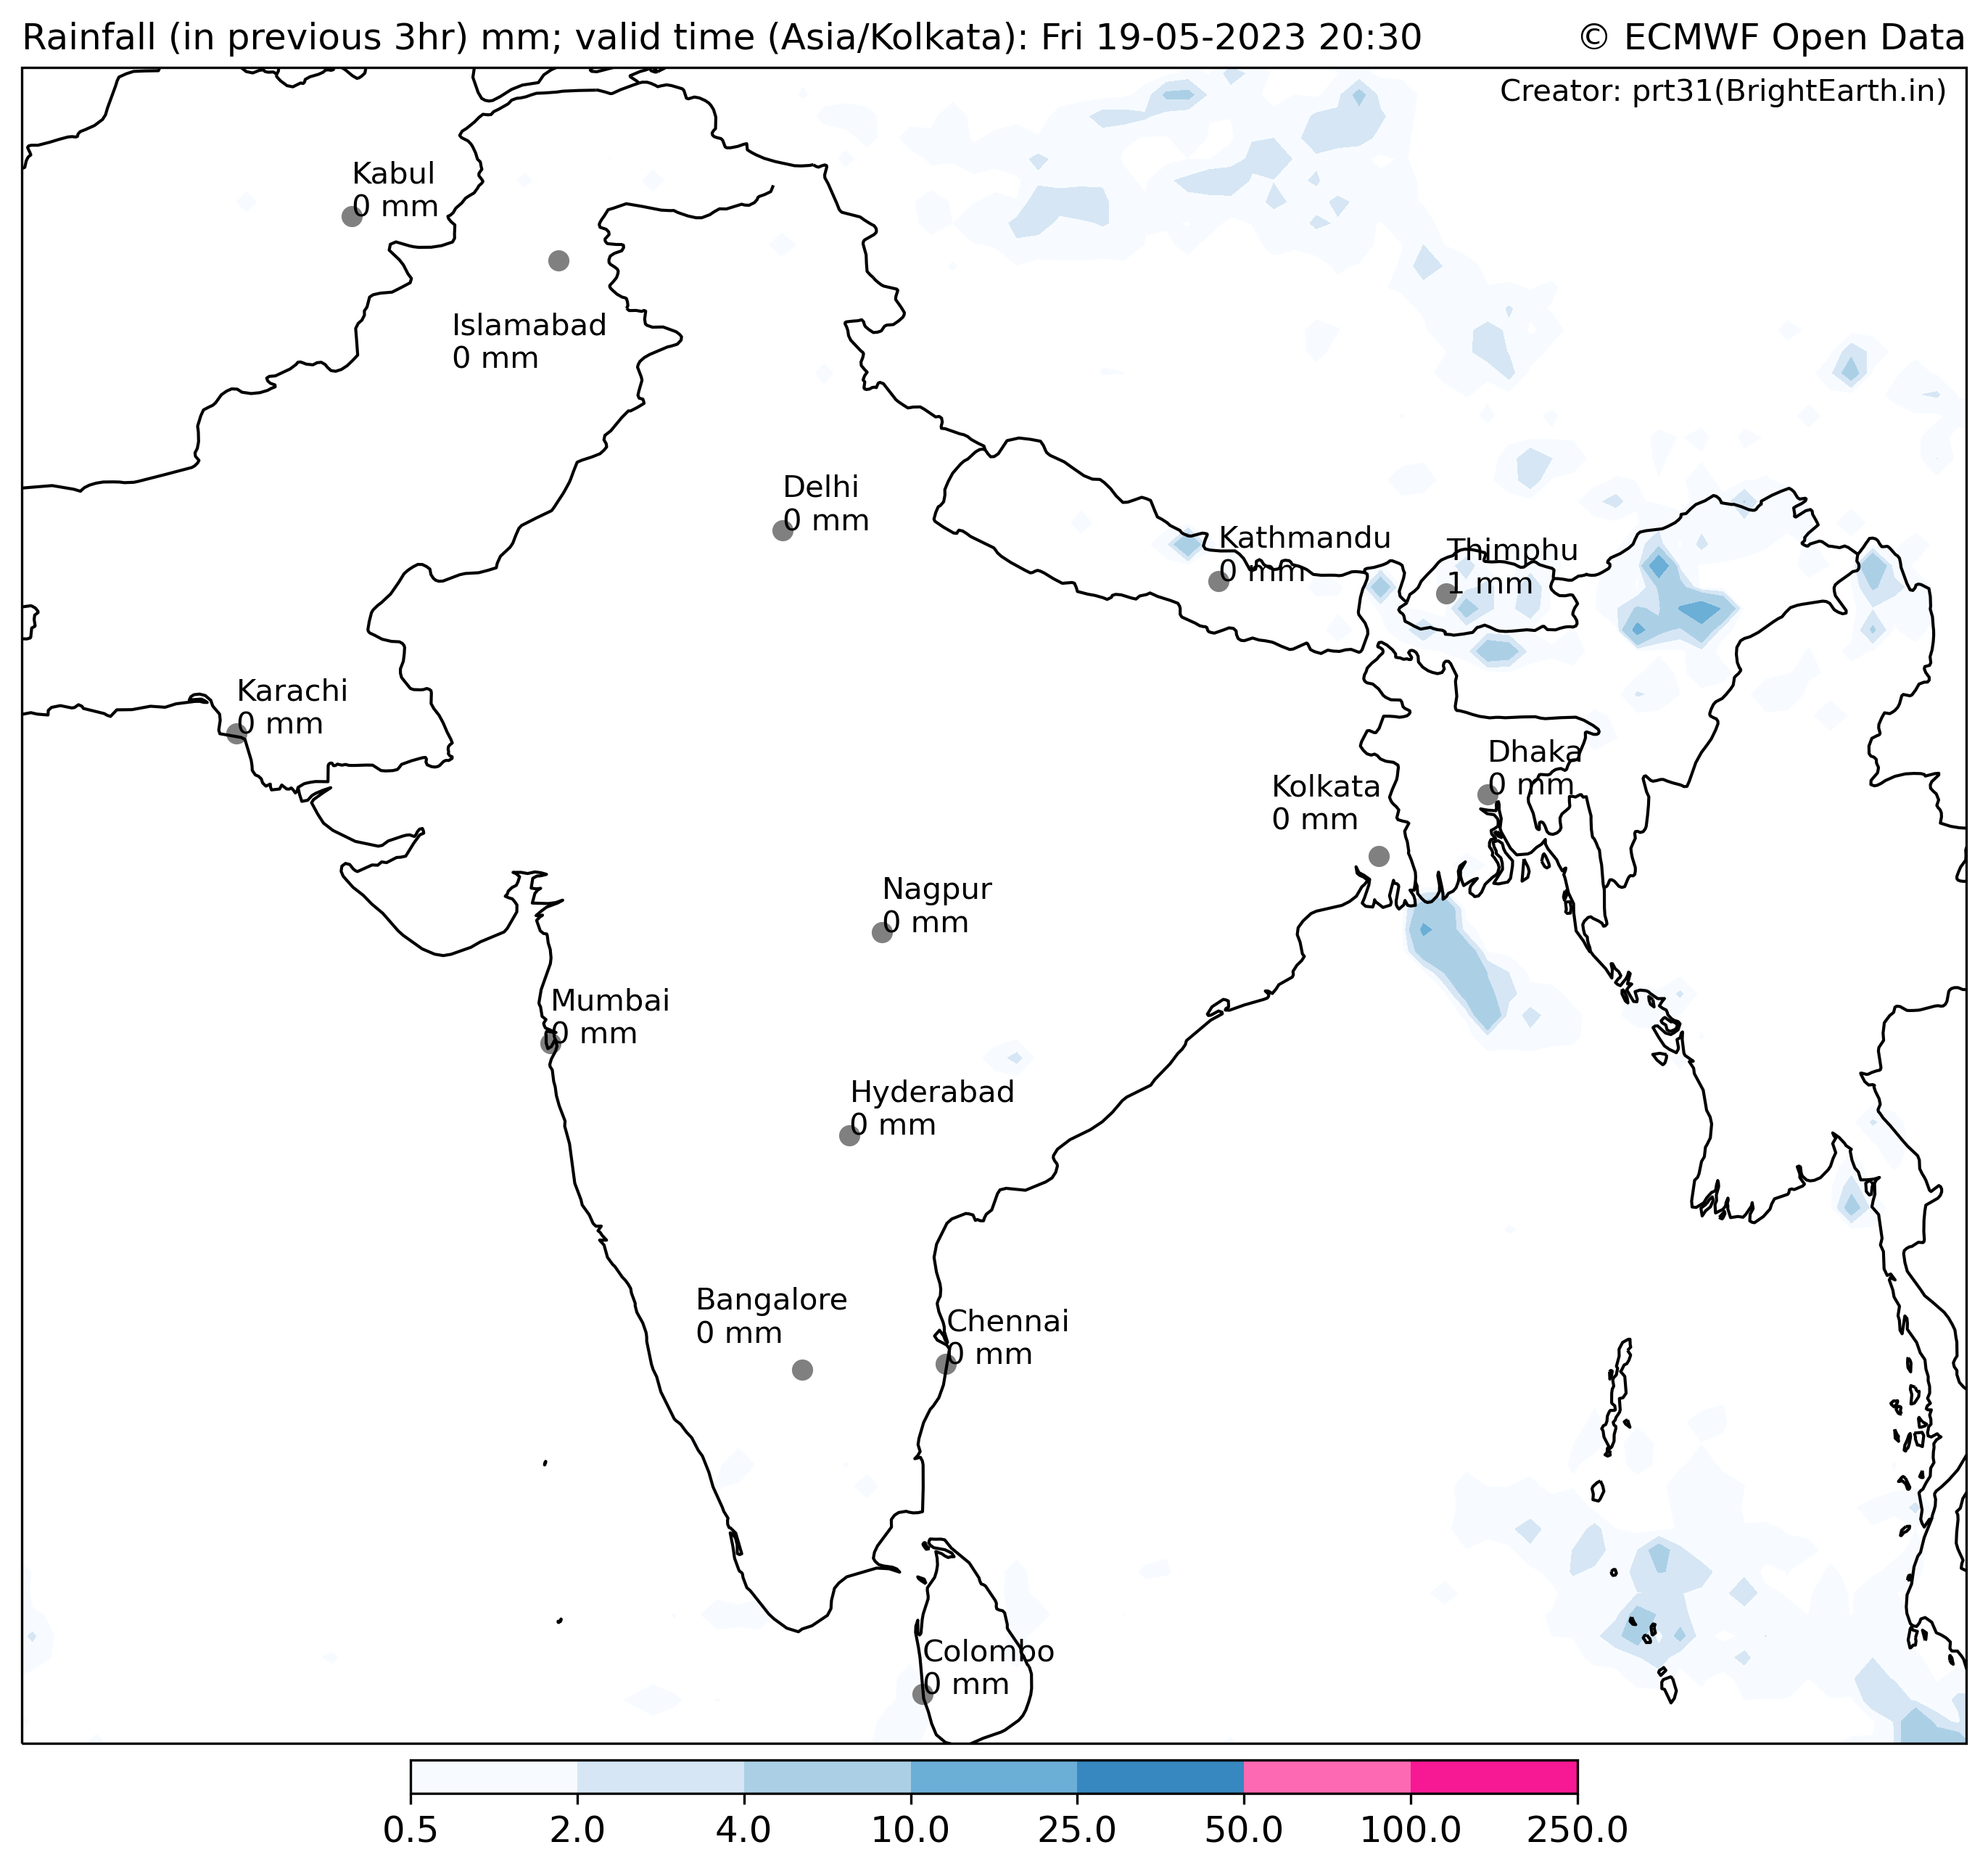 Rainfall (in previous 3hr) mm; valid time (Asia/Kolkata): Fri 19-05-2023 20:30
© ECMWF Open Data
Creator: prt31(BrightEarth.in)
Kabul
0 mm
Islamabad
0 mm
Delhi
0 mm
Kathmandu
0 mm
Thimphu
1 mm
Karachi
0 mm
Dhaka
0 mm
Kolkata
0 mm
Nagpur
0 mm
Mumbai
0 mm
Hyderabad
0 mm
Bangalore
0 mm
Chennai
0 mm
Colombo
0 mm
0.5 2.0 4.0 10.0 25.0 50.0 100.0 250.0